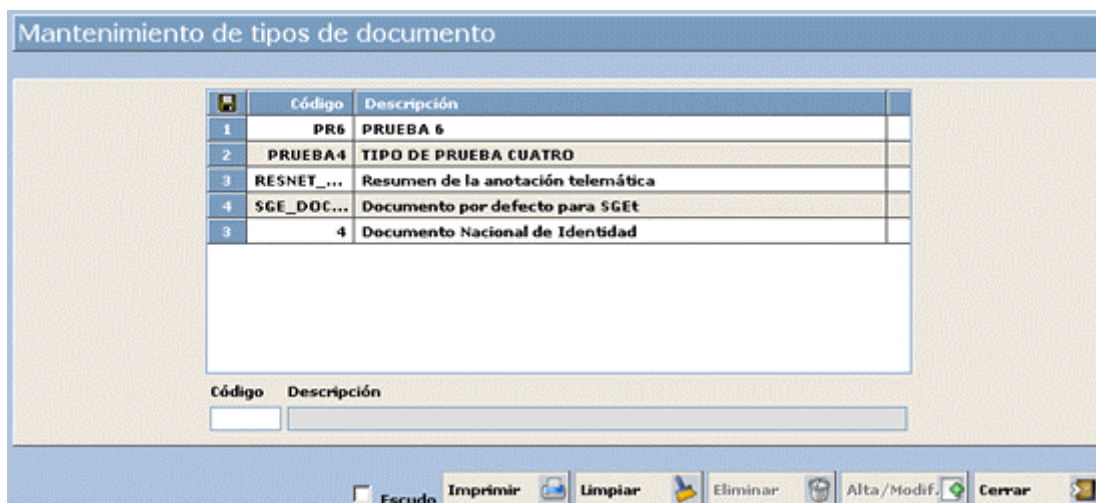 Mantenimiento de tipos de documento
Código Descripción
1 PR6 PRUEBA 6
2 PRUEBA4 TIPO DE PRUEBA CUATRO
3 RESNET_... Resumen de la anotación telemática
4 SGE_DOC... Documento por defecto para SGEt
3 4 Documento Nacional de Identidad
Código Descripción
Escudo Imprimir Limpiar Eliminar Alta/Modif. Cerrar